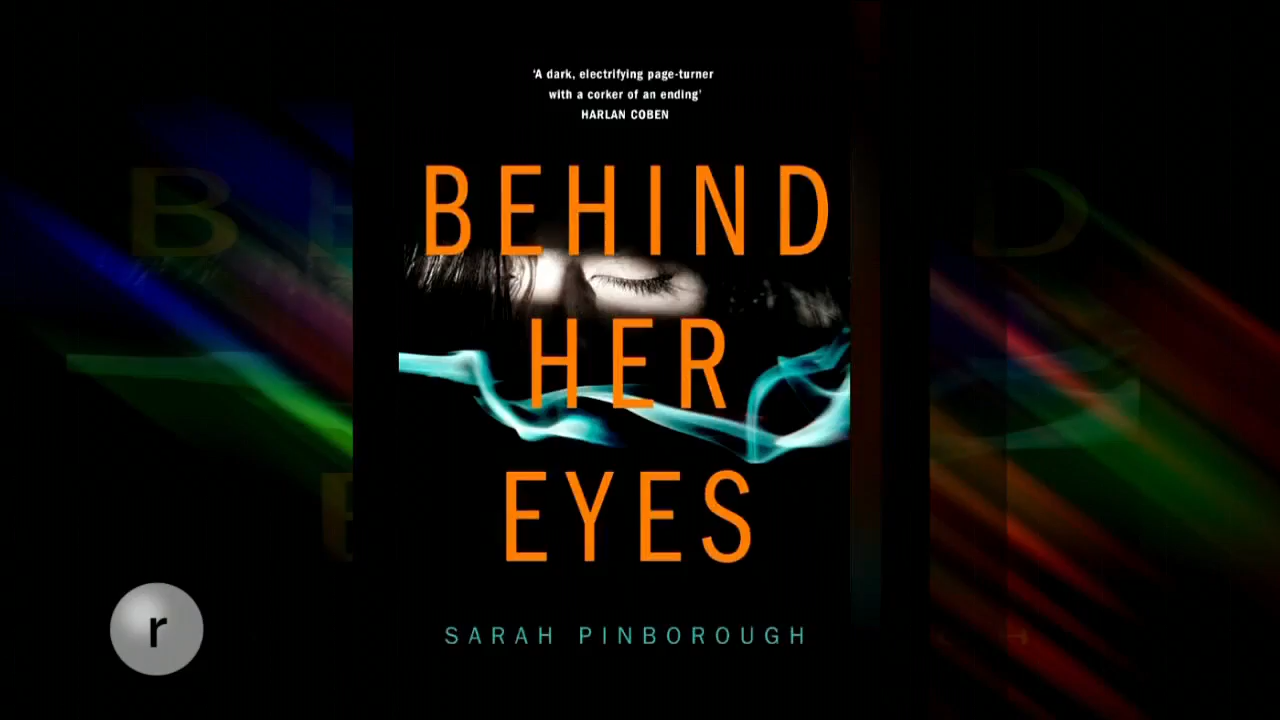 ‘A dark, electrifying page-turner
with a corker of an ending’
HARLAN COBEN
BEHIND
HER
EYES
SARAH PINBOROUGH
r